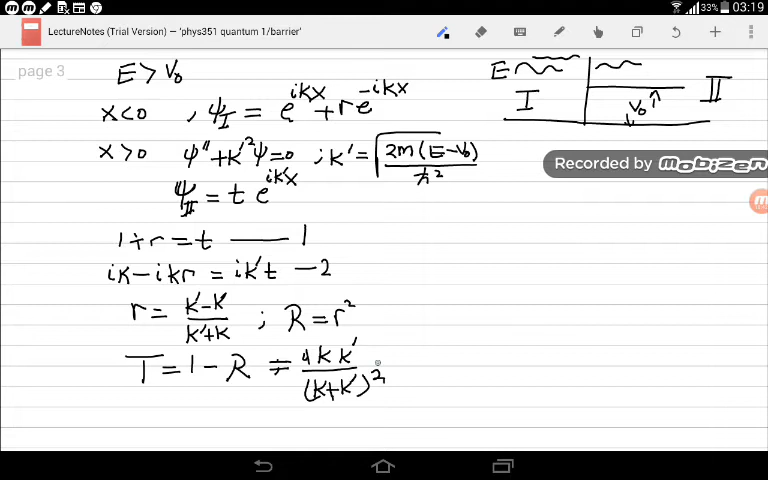 03:19
33%
LectureNotes (Trial Version) — 'phys351 quantum 1/barrier'
page 3
E > V₀
x<0 , ψ_I = e^{ikx} + r e^{-ikx}
x>0 ψ'' + k'²ψ=0 ; k' = √(2m(E-V₀)/ħ²)
ψ_II = t e^{ik'x}
1+r = t —— 1
ik-ikr = ik't — 2
r = (k-k')/(k'+k) ; R = r²
T = 1 - R = 4kk'/(k+k')²
E
I
V₀
II
Recorded by mobizen